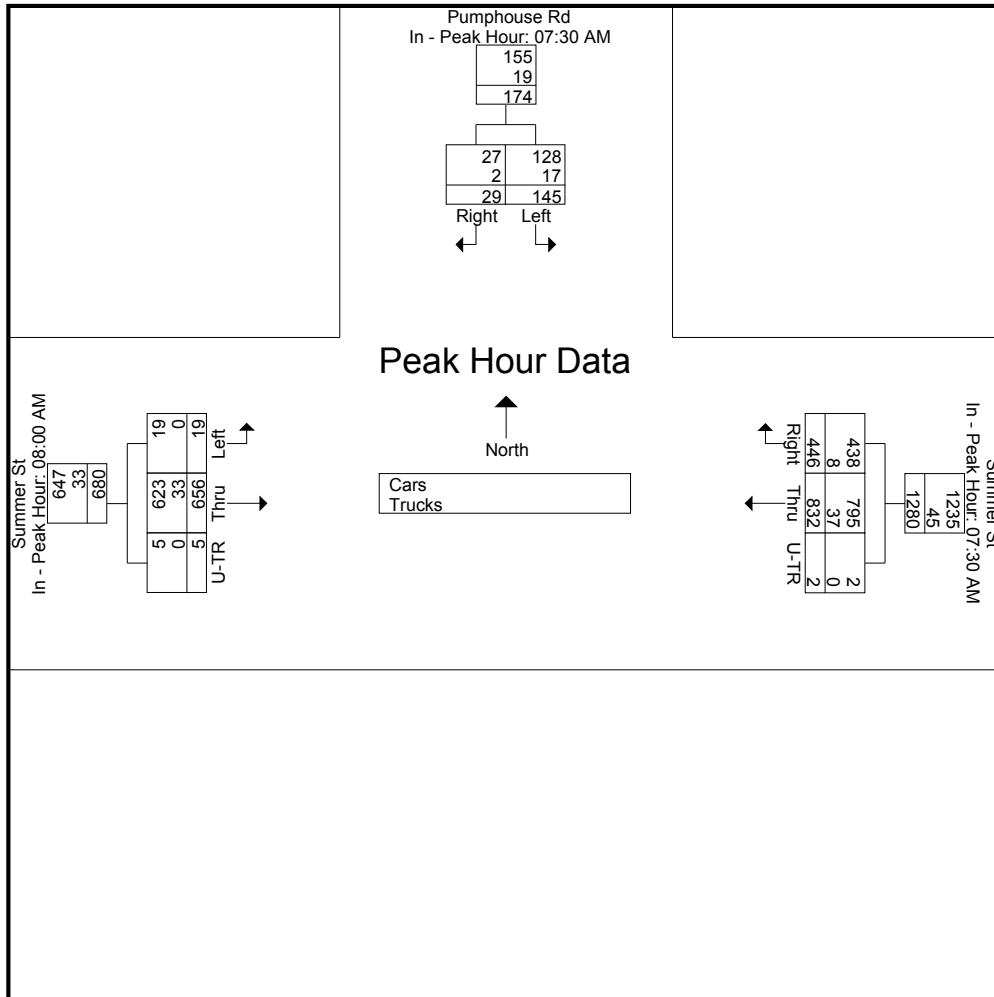 Pumphouse Rd
In - Peak Hour: 07:30 AM
155
19
174
27 128
2 17
29 145
Right Left
Peak Hour Data
North
Cars
Trucks
Summer St
In - Peak Hour: 08:00 AM
647
33
680
19 0 19
623 33 656
5 0 5
Left
Thru
U-TR
Summer St
In - Peak Hour: 07:30 AM
1235
45
1280
438 795 2
8 37 0
446 832 2
Right Thru U-TR